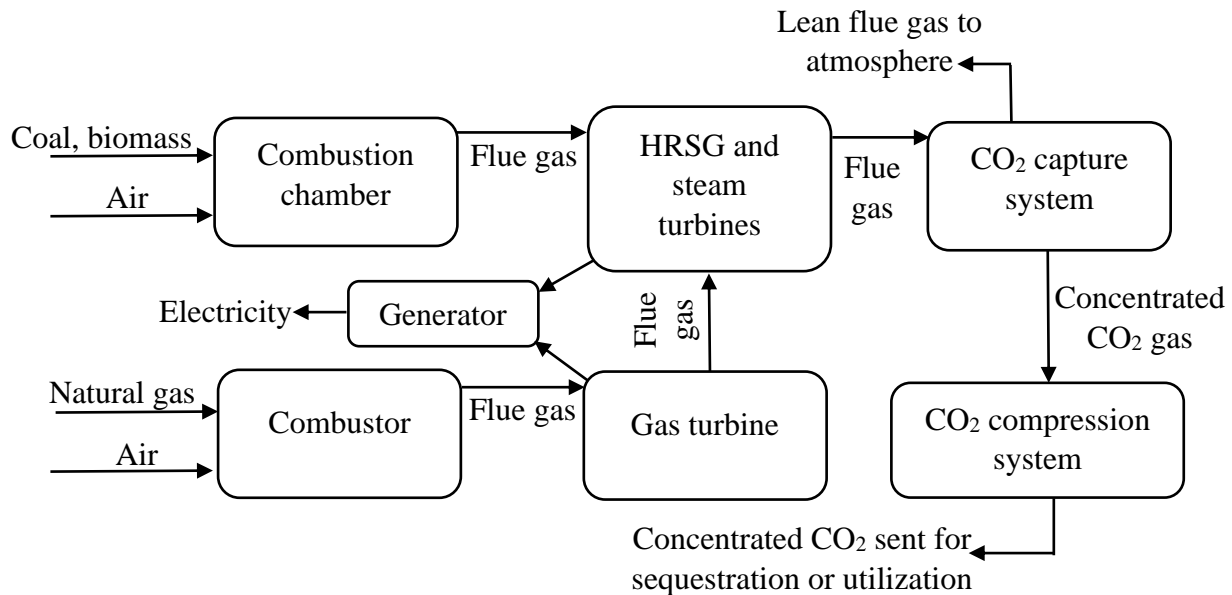 Lean flue gas to
atmosphere
Coal, biomass
Air
Combustion
chamber
Flue gas
HRSG and
steam
turbines
Flue
gas
CO₂ capture
system
Electricity
Generator
Flue
gas
Concentrated
CO₂ gas
Natural gas
Air
Combustor
Flue gas
Gas turbine
CO₂ compression
system
Concentrated CO₂ sent for
sequestration or utilization